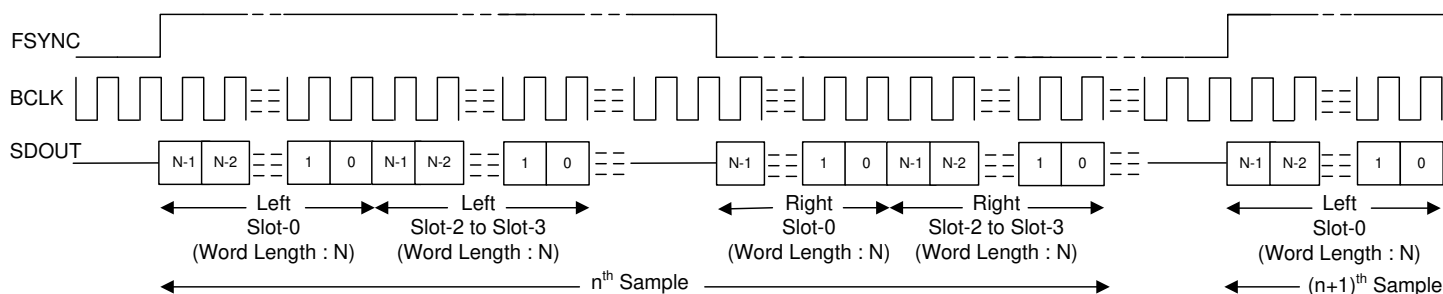 FSYNC
BCLK
SDOUT
N-1 N-2 1 0 N-1 N-2 1 0 N-1 1 0 N-1 N-2 1 0 N-1 N-2 1 0
Left Left Right Right Left
Slot-0 Slot-2 to Slot-3 Slot-0 Slot-2 to Slot-3 Slot-0
(Word Length : N) (Word Length : N) (Word Length : N) (Word Length : N) (Word Length : N)
nth Sample (n+1)th Sample